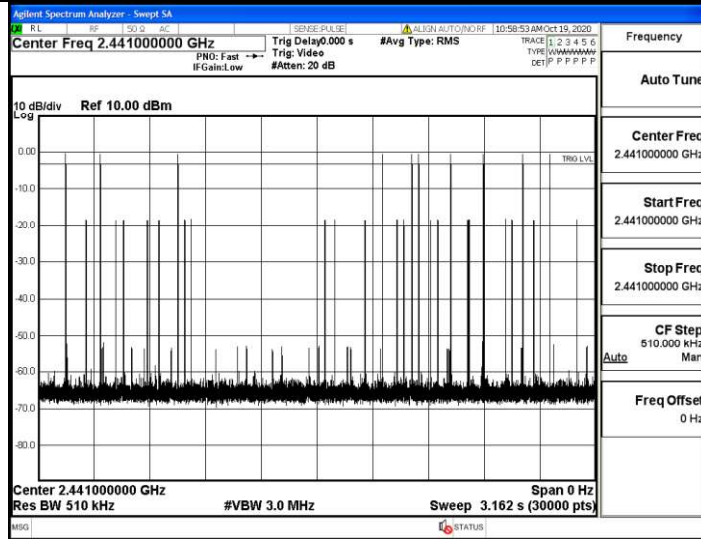 Agilent Spectrum Analyzer - Swept SA
RL RF 50 Ω AC SENSE:PULSE ALIGN AUTO/NO RF 10:58:53 AM Oct 19, 2020
Center Freq 2.441000000 GHz
PNO: Fast
IFGain:Low
Trig Delay0.000 s
Trig: Video
#Atten: 20 dB
#Avg Type: RMS
TRACE 1 2 3 4 5 6
TYPE
DET P P P P P P
10 dB/div
Log
Ref 10.00 dBm
0.00
TRIG LVL
-10.0
-20.0
-30.0
-40.0
-50.0
-60.0
-70.0
-80.0
Center 2.441000000 GHz
Span 0 Hz
Res BW 510 kHz
#VBW 3.0 MHz
Sweep 3.162 s (30000 pts)
MSG
STATUS
Frequency
Auto Tune
Center Freq
2.441000000 GHz
Start Freq
2.441000000 GHz
Stop Freq
2.441000000 GHz
CF Step
510.000 kHz
Auto Man
Freq Offset
0 Hz